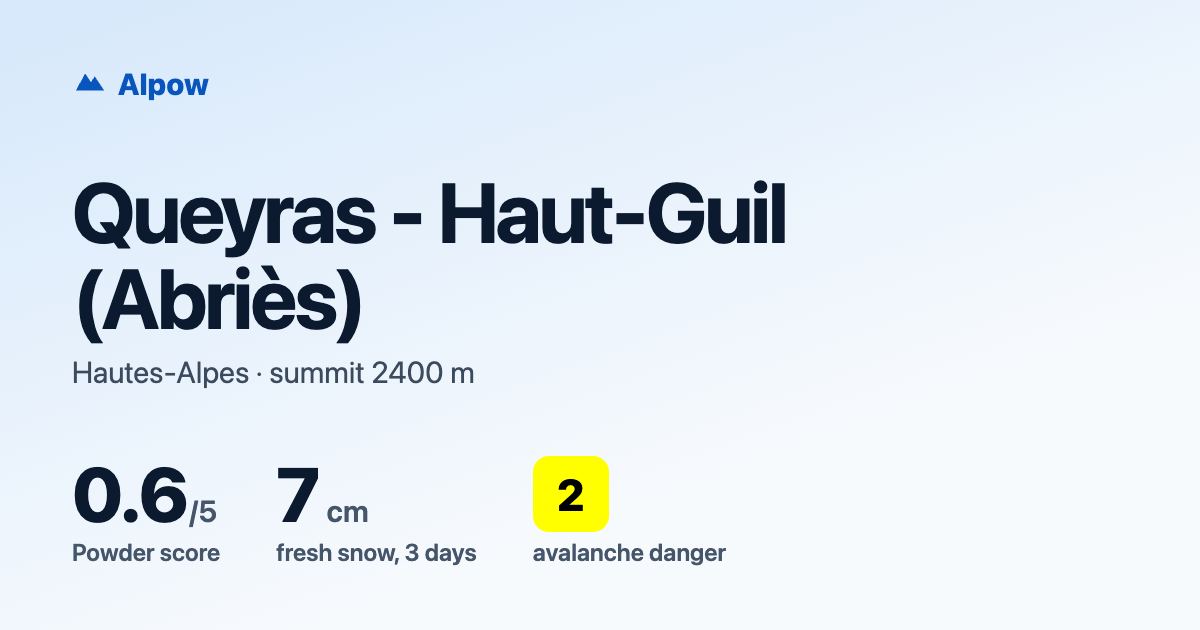 Alpow
Queyras - Haut-Guil
(Abriès)
Hautes-Alpes · summit 2400 m
0.6/5 7 cm 2
Powder score fresh snow, 3 days avalanche danger